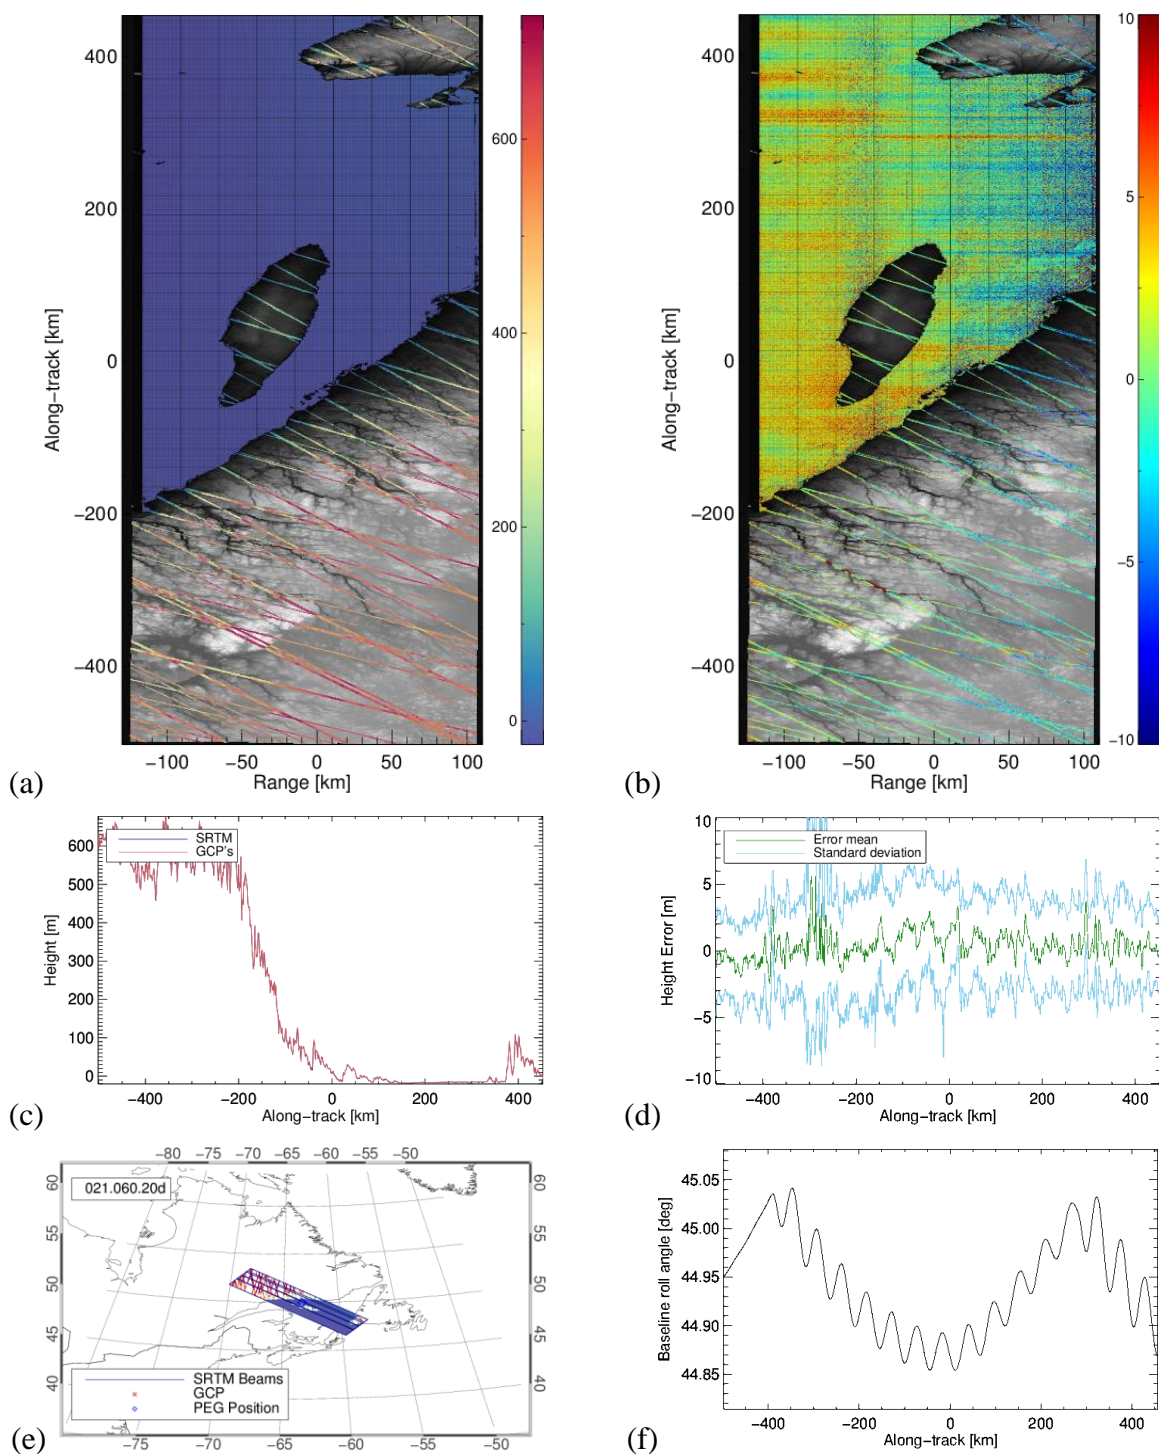 400
200
0
−200
−400
Along−track [km]
−100 −50 0 50 100
Range [km]
600
400
200
0
(a)
400
200
0
−200
−400
Along−track [km]
−100 −50 0 50 100
Range [km]
10
5
0
−5
−10
(b)
600
500
400
300
200
100
0
Height [m]
SRTM
GCP's
−400 −200 0 200 400
Along−track [km]
(c)
10
5
0
−5
−10
Height Error [m]
Error mean
Standard deviation
−400 −200 0 200 400
Along−track [km]
(d)
−80 −75 −70 −65 −60 −55 −50
60
55
50
45
40
60
55
50
45
40
021.060.20d
SRTM Beams
GCP
PEG Position
−75 −70 −65 −60 −55 −50
(e)
45.05
45.00
44.95
44.90
44.85
Baseline roll angle [deg]
−400 −200 0 200 400
Along−track [km]
(f)